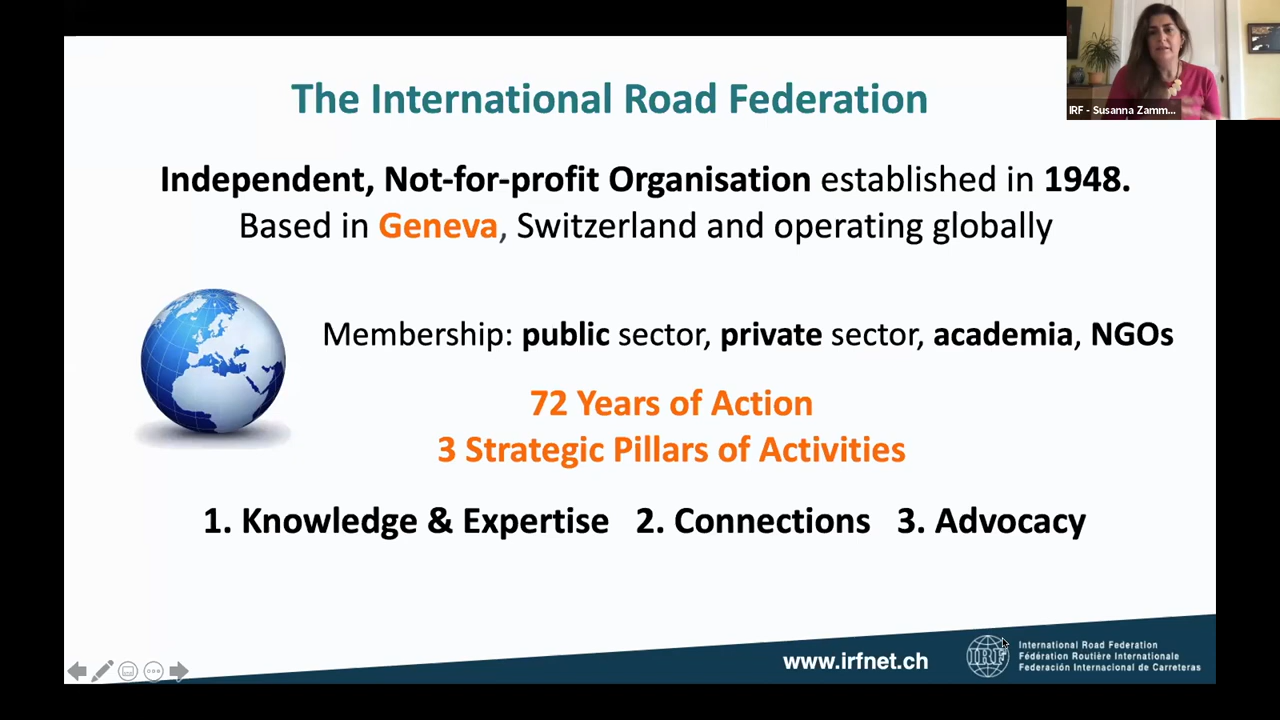 The International Road Federation
IRF - Susanna Zamm...
Independent, Not-for-profit Organisation established in 1948.
Based in Geneva, Switzerland and operating globally
Membership: public sector, private sector, academia, NGOs
72 Years of Action
3 Strategic Pillars of Activities
1. Knowledge & Expertise 2. Connections 3. Advocacy
www.irfnet.ch
IRF
International Road Federation
Fédération Routière Internationale
Federación Internacional de Carreteras